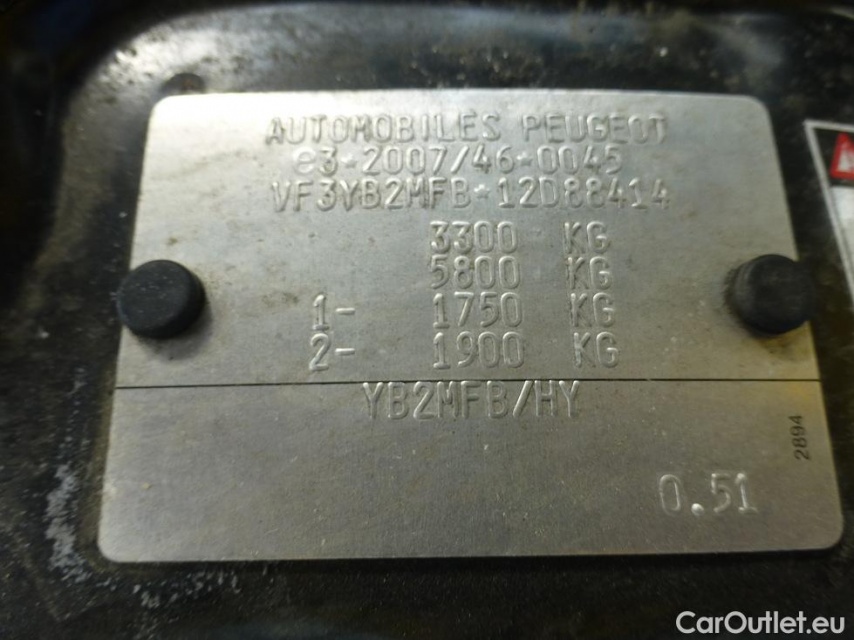 AUTOMOBILES PEUGEOT
e3*2007/46*0045
VF3YB2MFB*12D88414
3300 KG
5800 KG
1- 1750 KG
2- 1900 KG
YB2MFB/HY
2894
0.51
CarOutlet.eu